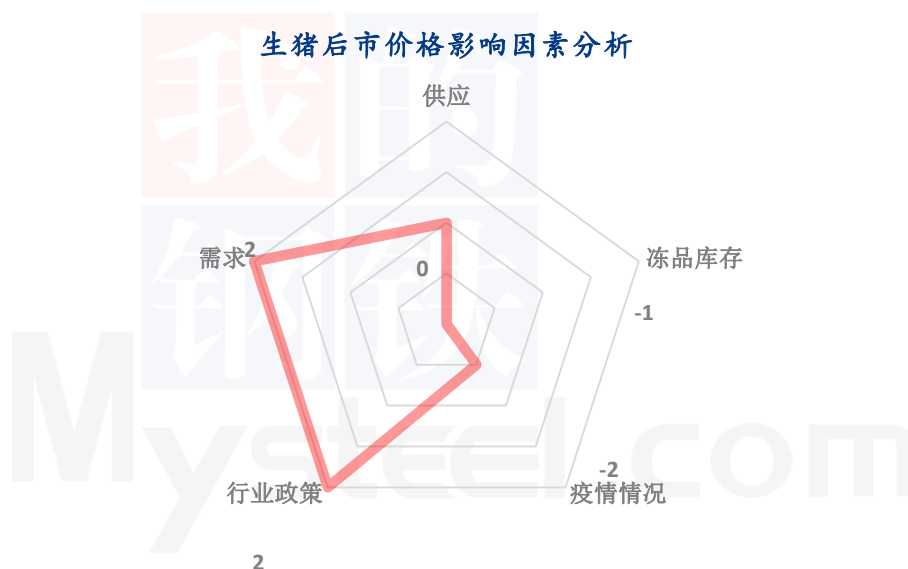 生猪后市价格影响因素分析
供应
需求
2
0
冻品库存
-1
行业政策
2
疫情情况
-2
我的
钢铁
Mysteel.com